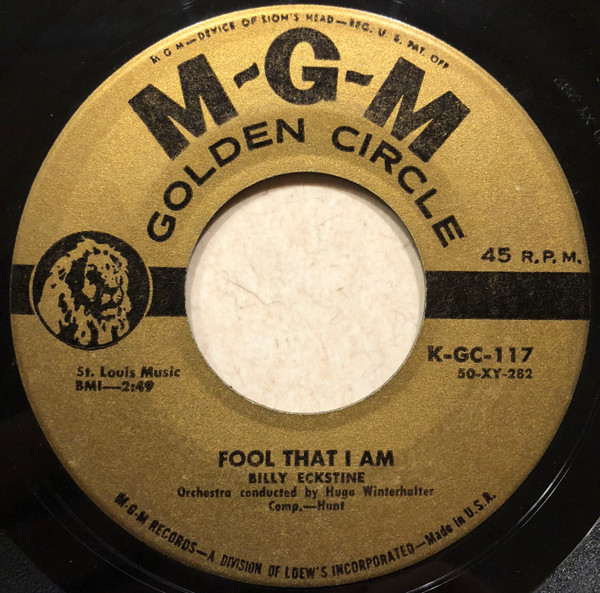 M G M—DEVICE OF LION'S HEAD—REG. U. S. PAT. OFF
M-G-M
GOLDEN CIRCLE
45 R.P.M.
K-GC-117
50-XY-282
St. Louis Music
BMI—2:49
FOOL THAT I AM
BILLY ECKSTINE
Orchestra conducted by Hugo Winterhalter
Comp.—Hunt
M-G-M RECORDS—A DIVISION OF LOEW'S INCORPORATED—Made in U.S.A.